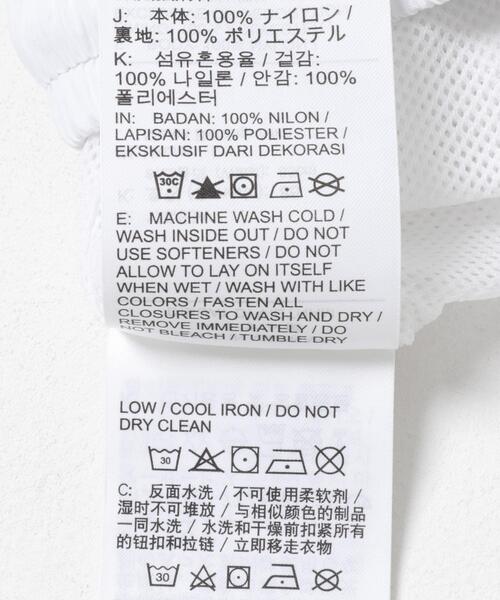 J: 本体: 100% ナイロン /
裏地: 100% ポリエステル
K: 섬유혼용율 / 겉감:
100% 나일론 / 안감: 100%
폴리에스터
IN: BADAN: 100% NILON /
LAPISAN: 100% POLIESTER /
EKSKLUSIF DARI DEKORASI
30C
E: MACHINE WASH COLD /
WASH INSIDE OUT / DO NOT
USE SOFTENERS / DO NOT
ALLOW TO LAY ON ITSELF
WHEN WET / WASH WITH LIKE
COLORS / FASTEN ALL
CLOSURES TO WASH AND DRY /
REMOVE IMMEDIATELY / DO
NOT BLEACH / TUMBLE DRY
LOW / COOL IRON / DO NOT
DRY CLEAN
30
C: 反面水洗 / 不可使用柔软剂 /
湿时不可堆放 / 与相似颜色的制品
一同水洗 / 水洗和干燥前扣紧所有
的钮扣和拉链 / 立即移走衣物
30